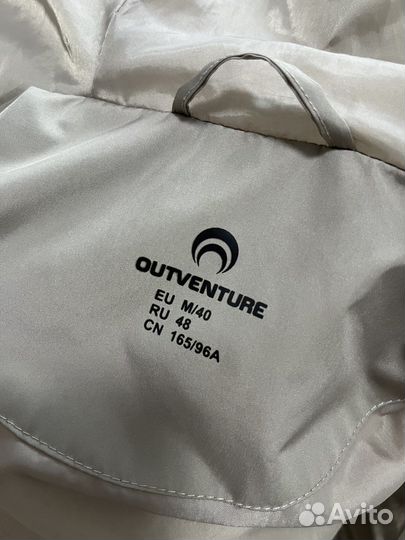 OUTVENTURE
EU M/40
RU 48
CN 165/96A
Avito